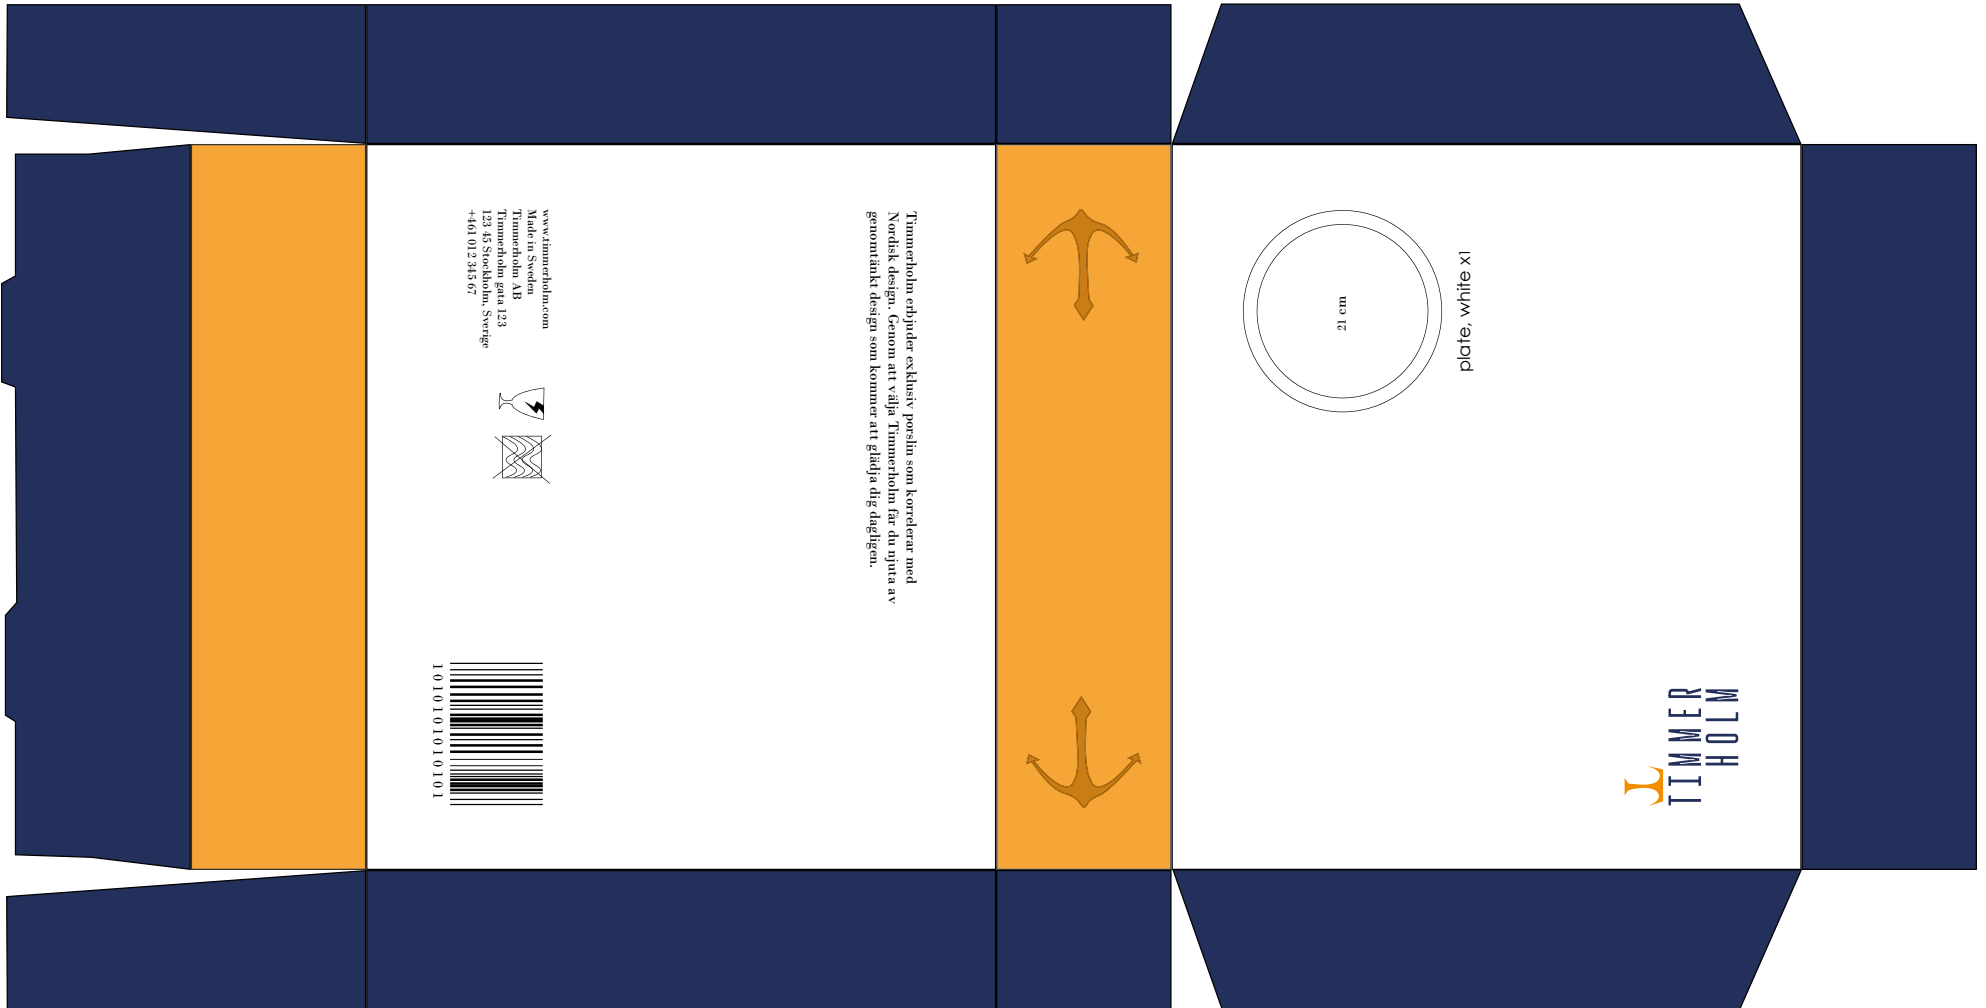 www.timmerholm.com
Made in Sweden
Timmerholm AB
Timmerholm gata 123
123 45 Stockholm, Sverige
+461 012 345 67
Timmerholm erbjuder exklusiv porslin som korrelerar med
Nordisk design. Genom att välja Timmerholm får du njuta av
genomtänkt design som kommer att glädja dig dagligen.
1010101010101
21 cm
plate, white x1
TIMMER
HOLM